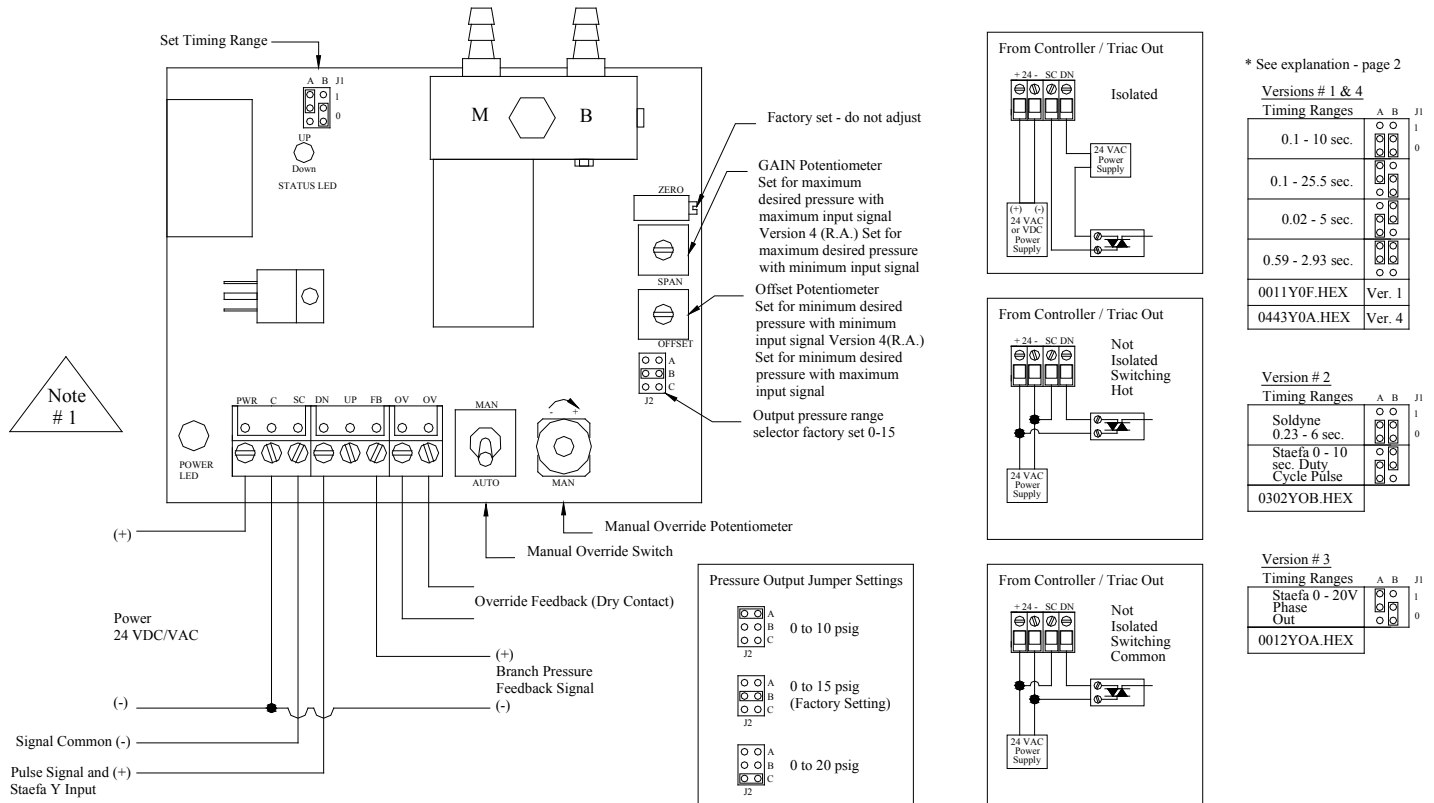 Set Timing Range
A B J1
1
0
UP
Down
STATUS LED
M B
ZERO
SPAN
OFFSET
A
B
C
J2
Factory set - do not adjust
GAIN Potentiometer
Set for maximum
desired pressure with
maximum input signal
Version 4 (R.A.) Set for
maximum desired pressure
with minimum input signal
Offset Potentiometer
Set for minimum desired
pressure with minimum
input signal Version 4(R.A.)
Set for minimum desired
pressure with maximum
input signal
Output pressure range
selector factory set 0-15
Note
# 1
POWER
LED
PWR C SC DN UP FB OV OV
MAN
AUTO
- +
MAN
Manual Override Potentiometer
Manual Override Switch
Override Feedback (Dry Contact)
(+)
Power
24 VDC/VAC
(+)
Branch Pressure
Feedback Signal
(-)
(-)
Signal Common (-)
Pulse Signal and (+)
Staefa Y Input
Pressure Output Jumper Settings
A
B
C
J2
0 to 10 psig
A
B
C
J2
0 to 15 psig
(Factory Setting)
A
B
C
J2
0 to 20 psig
From Controller / Triac Out
+ 24 - SC DN
Isolated
24 VAC
Power
Supply
(+) (-)
24 VAC
or VDC
Power
Supply
From Controller / Triac Out
+ 24 - SC DN
Not
Isolated
Switching
Hot
24 VAC
Power
Supply
From Controller / Triac Out
+ 24 - SC DN
Not
Isolated
Switching
Common
24 VAC
Power
Supply
* See explanation - page 2
Versions # 1 & 4
Timing Ranges A B J1
1
0
0.1 - 10 sec.
0.1 - 25.5 sec.
0.02 - 5 sec.
0.59 - 2.93 sec.
0011Y0F.HEX Ver. 1
0443Y0A.HEX Ver. 4
Version # 2
Timing Ranges A B J1
1
0
Soldyne
0.23 - 6 sec.
Staefa 0 - 10
sec. Duty
Cycle Pulse
0302YOB.HEX
Version # 3
Timing Ranges A B J1
1
0
Staefa 0 - 20V
Phase
Out
0012YOA.HEX